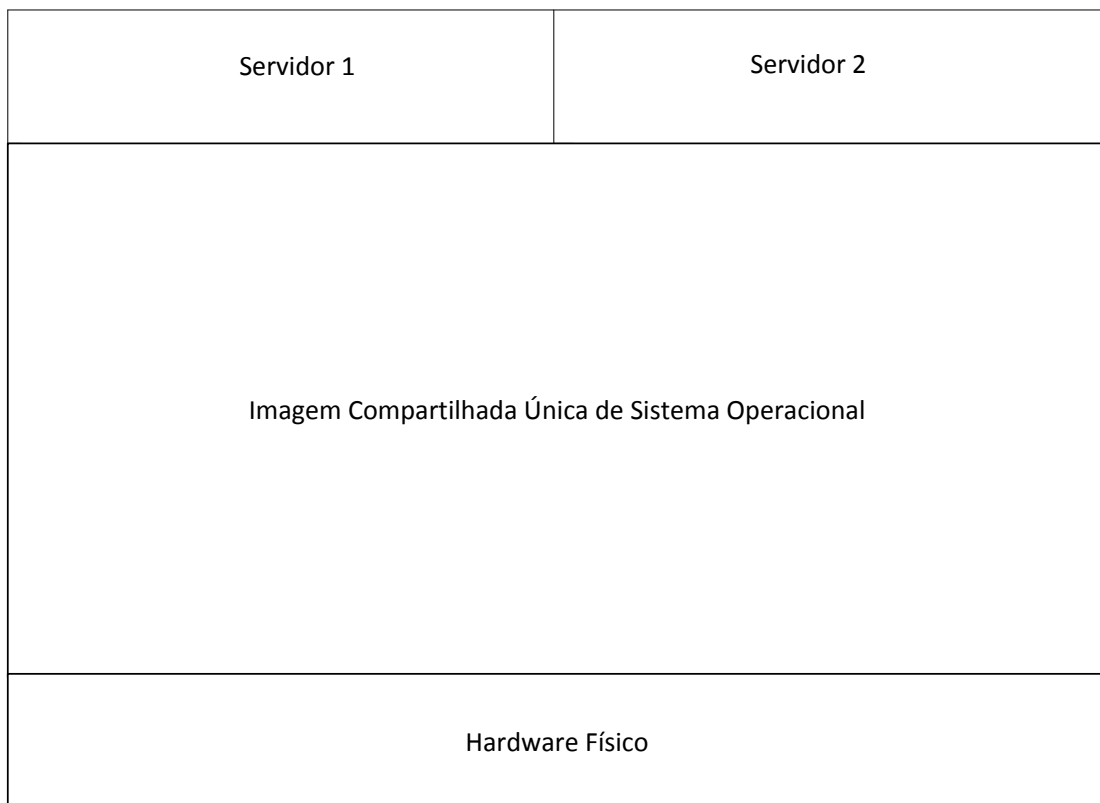 Servidor 1
Servidor 2
Imagem Compartilhada Única de Sistema Operacional
Hardware Físico